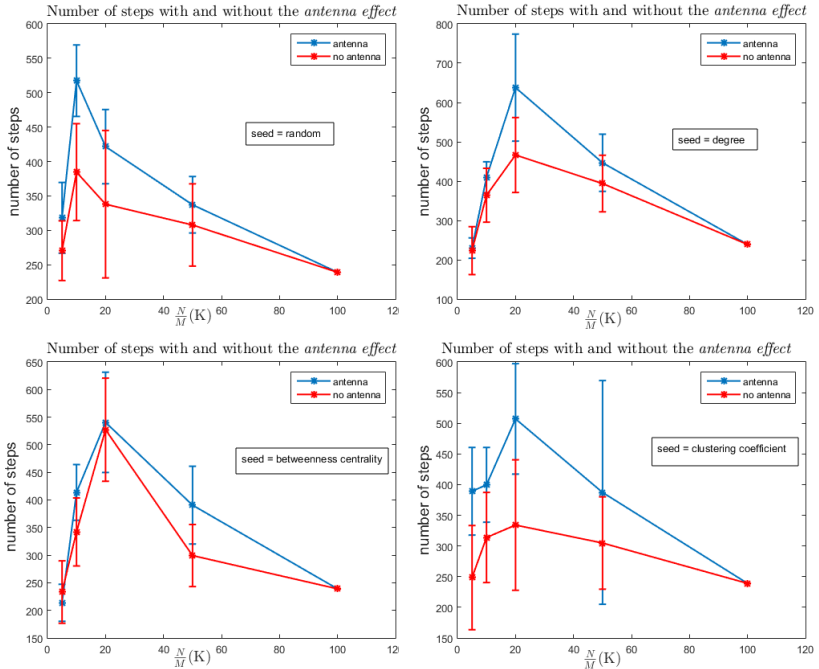 Number of steps with and without the antenna effect
600
550
500
450
400
350
300
250
200
number of steps
antenna
no antenna
seed = random
0
20
40
60
80
100
120
N/M (K)
Number of steps with and without the antenna effect
800
700
600
500
400
300
200
100
number of steps
antenna
no antenna
seed = degree
0
20
40
60
80
100
120
N/M (K)
Number of steps with and without the antenna effect
650
600
550
500
450
400
350
300
250
200
150
number of steps
antenna
no antenna
seed = betweenness centrality
0
20
40
60
80
100
120
N/M (K)
Number of steps with and without the antenna effect
600
550
500
450
400
350
300
250
200
150
number of steps
antenna
no antenna
seed = clustering coefficient
0
20
40
60
80
100
120
N/M (K)